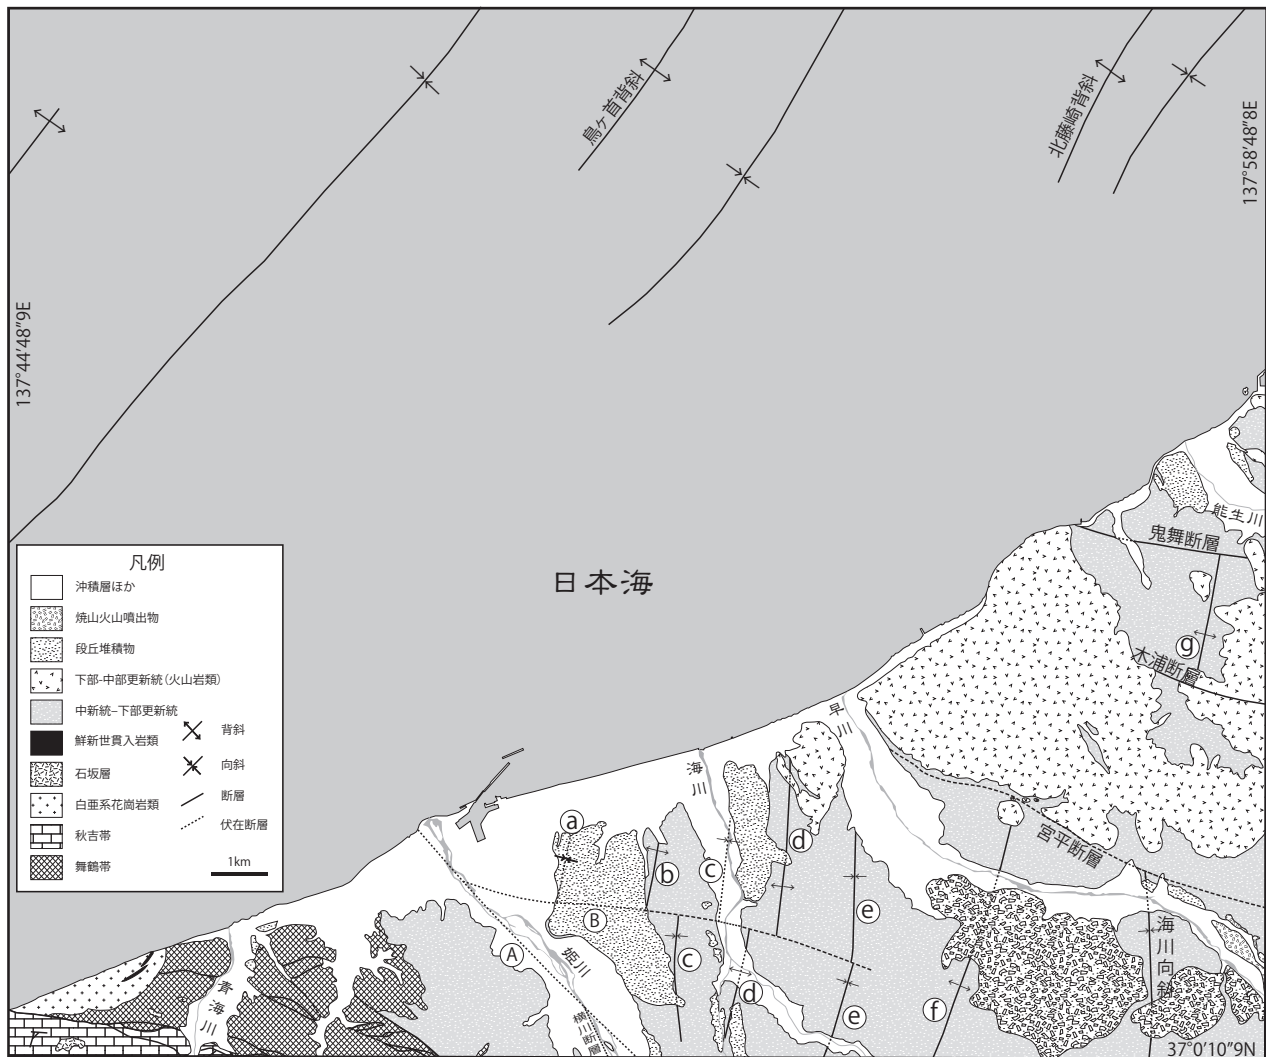 鳥ヶ首背斜
北藤崎背斜
137°58′48″8E
137°44′48″9E
日本海
能生川
鬼舞断層
g
木浦断層
早川
海川
宮平断層
a
b
c
d
e
B
A
姫川
c
d
e
f
海川向斜
青海川
横川断層
37°0′10″9N
凡例
沖積層ほか
焼山火山噴出物
段丘堆積物
下部-中部更新統(火山岩類)
中新統–下部更新統
鮮新世貫入岩類
石坂層
白亜系花崗岩類
秋吉帯
舞鶴帯
背斜
向斜
断層
伏在断層
1km